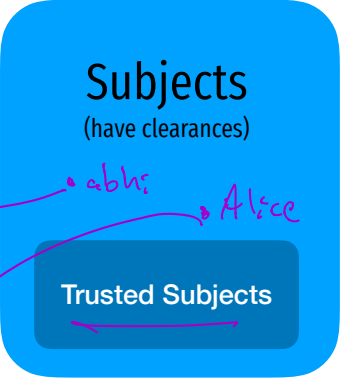 Subjects
(have clearances)
abhi
Alice
Trusted Subjects